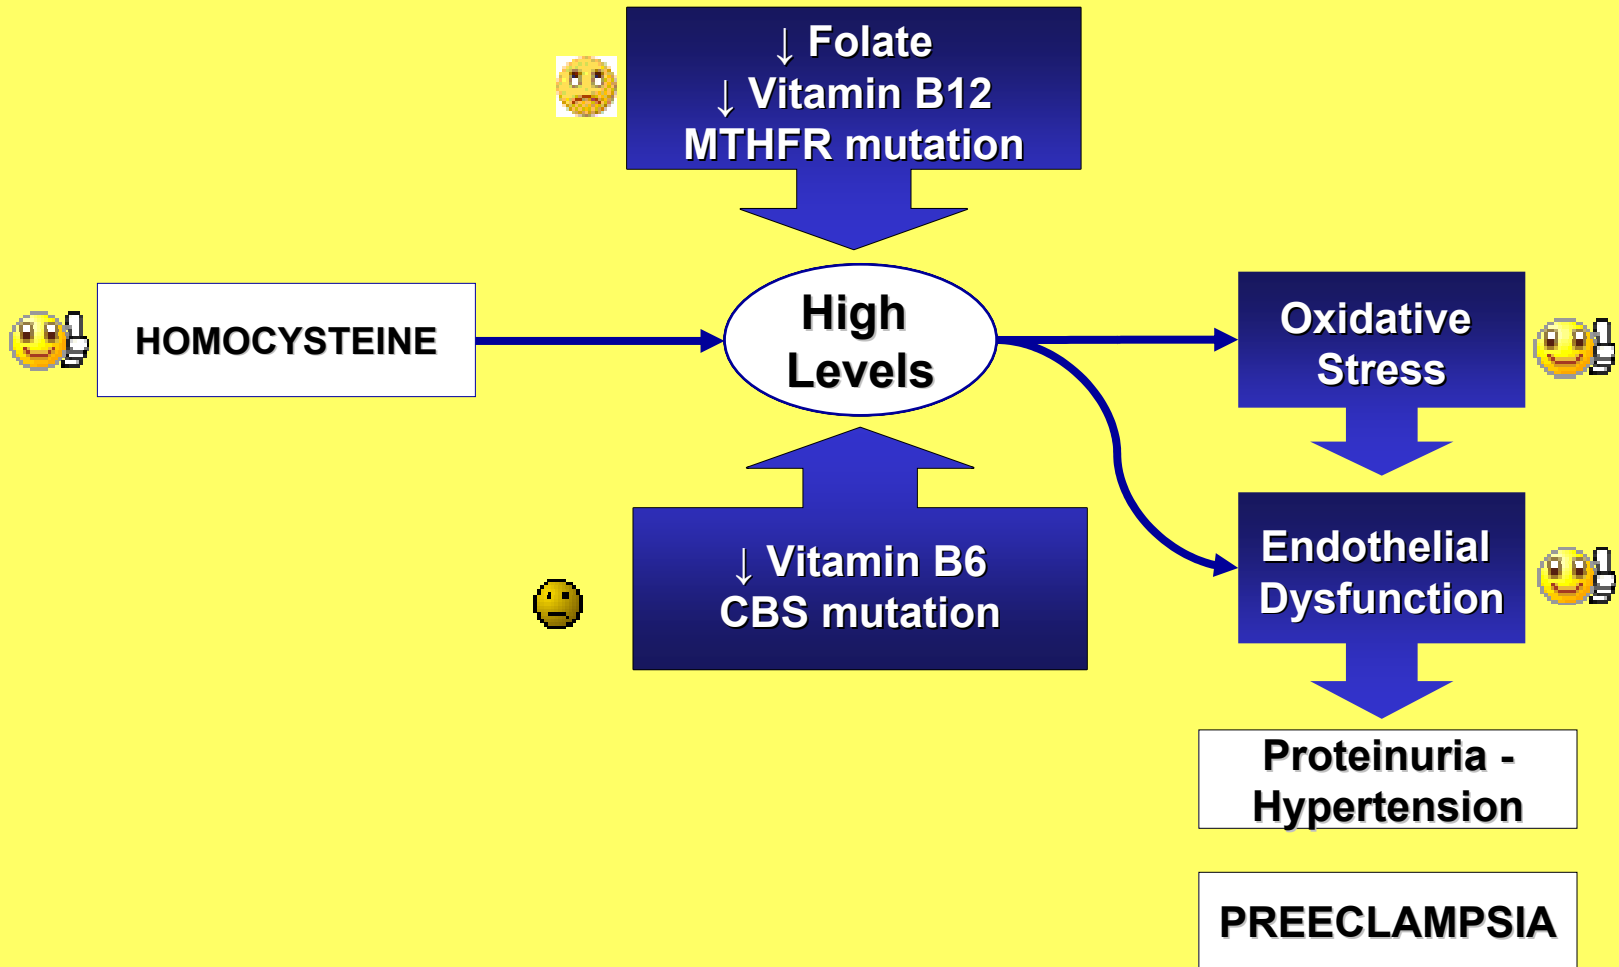 ↓ Folate
↓ Vitamin B12
MTHFR mutation
HOMOCYSTEINE
High
Levels
Oxidative
Stress
↓ Vitamin B6
CBS mutation
Endothelial
Dysfunction
Proteinuria -
Hypertension
PREECLAMPSIA